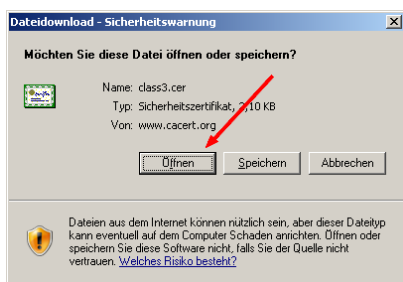 Dateidownload - Sicherheitswarnung
Möchten Sie diese Datei öffnen oder speichern?
Name: class3.cer
Typ: Sicherheitszertifikat, 2,10 KB
Von: www.cacert.org
Öffnen Speichern Abbrechen
Dateien aus dem Internet können nützlich sein, aber dieser Dateityp
kann eventuell auf dem Computer Schaden anrichten. Öffnen oder
speichern Sie diese Software nicht, falls Sie der Quelle nicht
vertrauen. Welches Risiko besteht?